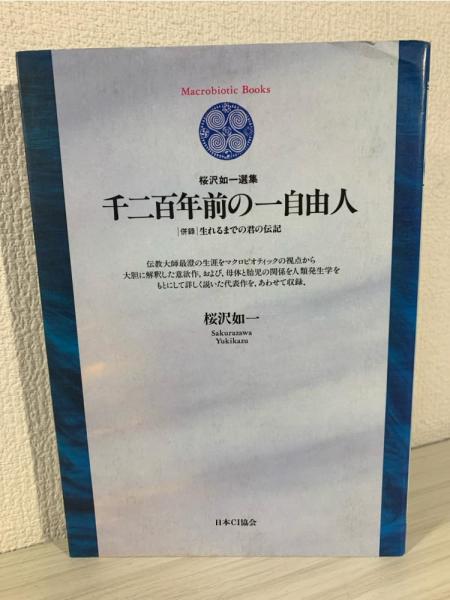 Macrobiotic Books
桜沢如一選集
千二百年前の一自由人
|併録|生れるまでの君の伝記
伝教大師最澄の生涯をマクロビオティックの視点から
大胆に解釈した意欲作。および、母体と胎児の関係を人類発生学を
もとにして詳しく説いた代表作を、あわせて収録。
桜沢如一
Sakurazawa
Yukikazu
日本CI協会